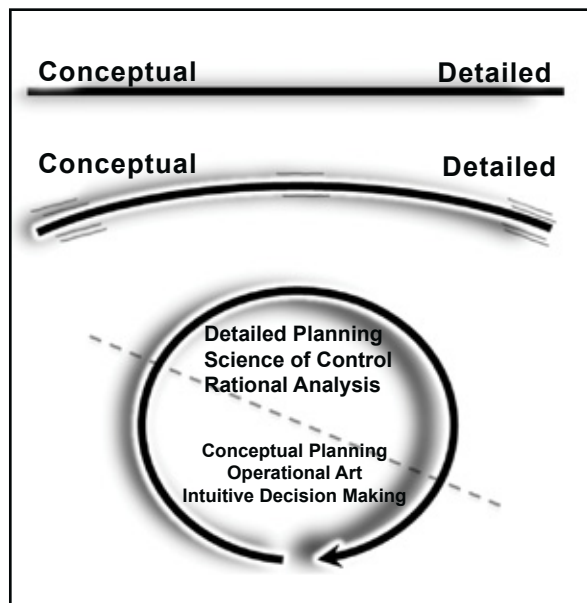 Conceptual Detailed
Conceptual Detailed
Detailed Planning
Science of Control
Rational Analysis
Conceptual Planning
Operational Art
Intuitive Decision Making